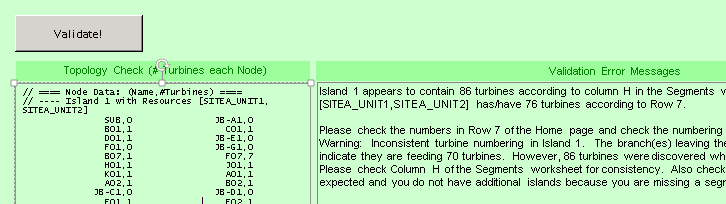 Validate!
Topology Check (# Turbines each Node)
Validation Error Messages
// ==== Node Data: (Name,#Turbines) ====
// ---- Island 1 with Resources [SITEA_UNIT1,
SITEA_UNIT2]
SUB,0 JB-A1,0
BO1,1 CO1,1
DO1,1 JB-E1,0
FO1,0 JB-G1,0
BO7,1 FO7,7
HO1,1 JO1,1
KO1,1 AO1,1
AO2,1 BO2,1
JB-C1,0 JB-D1,0
EO1,1 EO2,1
Island 1 appears to contain 86 turbines according to column H in the Segments
[SITEA_UNIT1,SITEA_UNIT2] has/have 76 turbines according to Row 7.
Please check the numbers in Row 7 of the Home page and check the numbering
Warning: Inconsistent turbine numbering in Island 1. The branch(es) leaving the
indicate they are feeding 70 turbines. However, 86 turbines were discovered
Please check Column H of the Segments worksheet for consistency. Also check
expected and you do not have additional islands because you are missing a